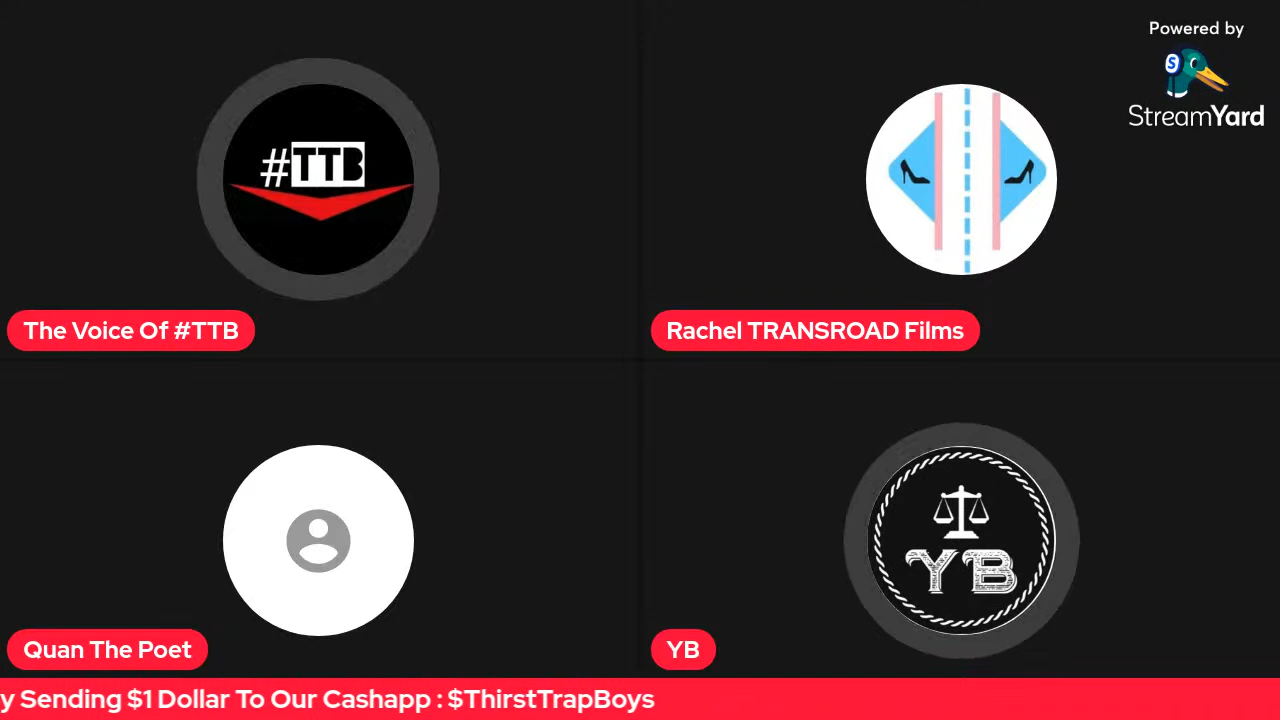 Powered by
S
StreamYard
#TTB
The Voice Of #TTB
Rachel TRANSROAD Films
YB
Quan The Poet
YB
y Sending $1 Dollar To Our Cashapp : $ThirstTrapBoys